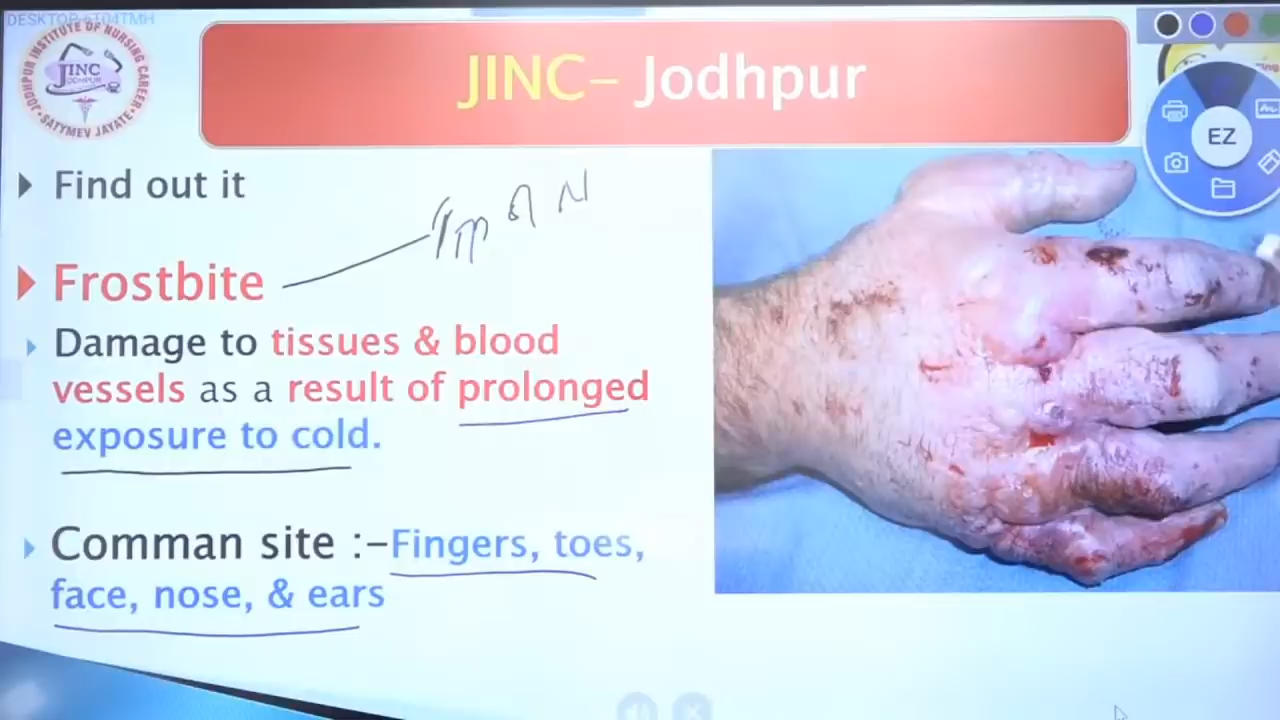 DESKTOP-6T04TMH
JODHPUR INSTITUTE OF NURSING CAREER
JINC
JODHPUR
SATYMEV JAYATE
JINC- Jodhpur
EZ
Find out it
Frostbite
Damage to tissues & blood
vessels as a result of prolonged
exposure to cold.
Comman site :-Fingers, toes,
face, nose, & ears